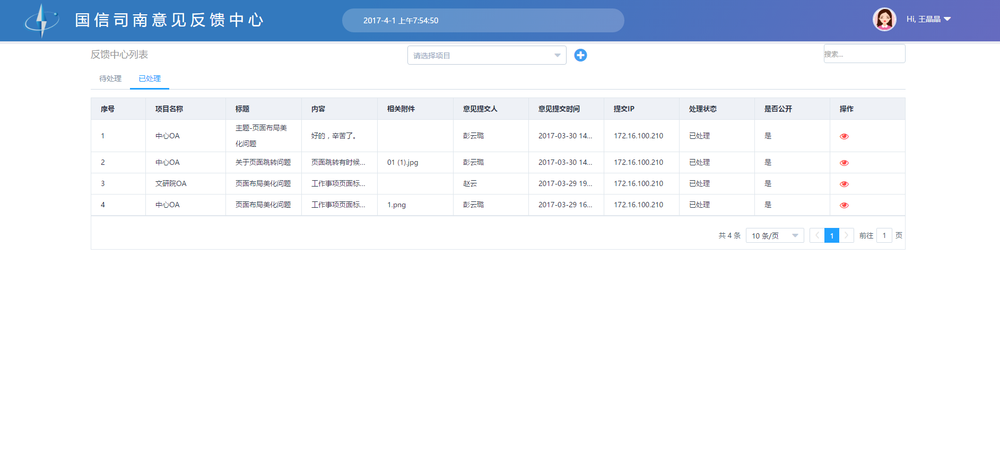 国信司南意见反馈中心
2017-4-1 上午7:54:50
Hi, 王晶晶
反馈中心列表
请选择项目
搜索...
待处理 已处理
序号 项目名称 标题 内容 相关附件 意见提交人 意见提交时间 提交IP 处理状态 是否公开 操作
1 中心OA 主题-页面布局美化问题 好的，辛苦了。 彭云璐 2017-03-30 14... 172.16.100.210 已处理 是
2 中心OA 关于页面跳转问题 页面跳转有时候... 01 (1).jpg 彭云璐 2017-03-30 14... 172.16.100.210 已处理 是
3 文研院OA 页面布局美化问题 工作事项页面标... 赵云 2017-03-29 19... 172.16.100.210 已处理 是
4 中心OA 页面布局美化问题 工作事项页面标... 1.png 彭云璐 2017-03-29 16... 172.16.100.210 已处理 是
共 4 条 10 条/页 1 前往 1 页